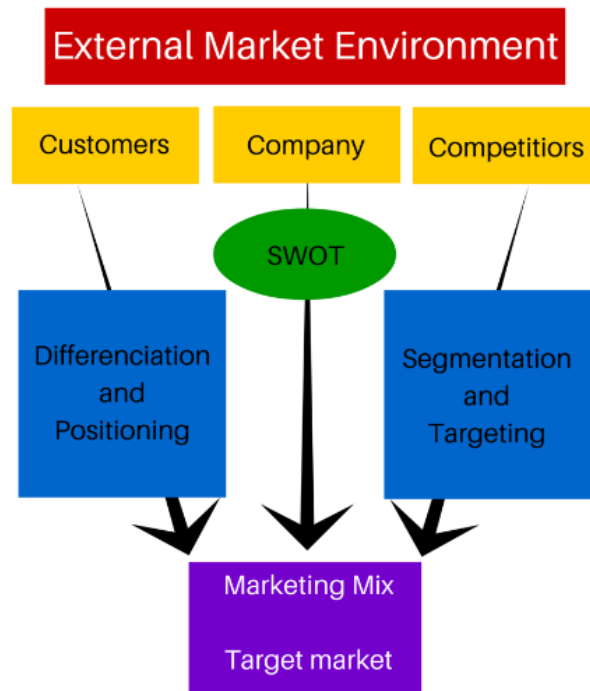 External Market Environment
Customers
Company
Competitiors
SWOT
Differenciation
and
Positioning
Segmentation
and
Targeting
Marketing Mix
Target market